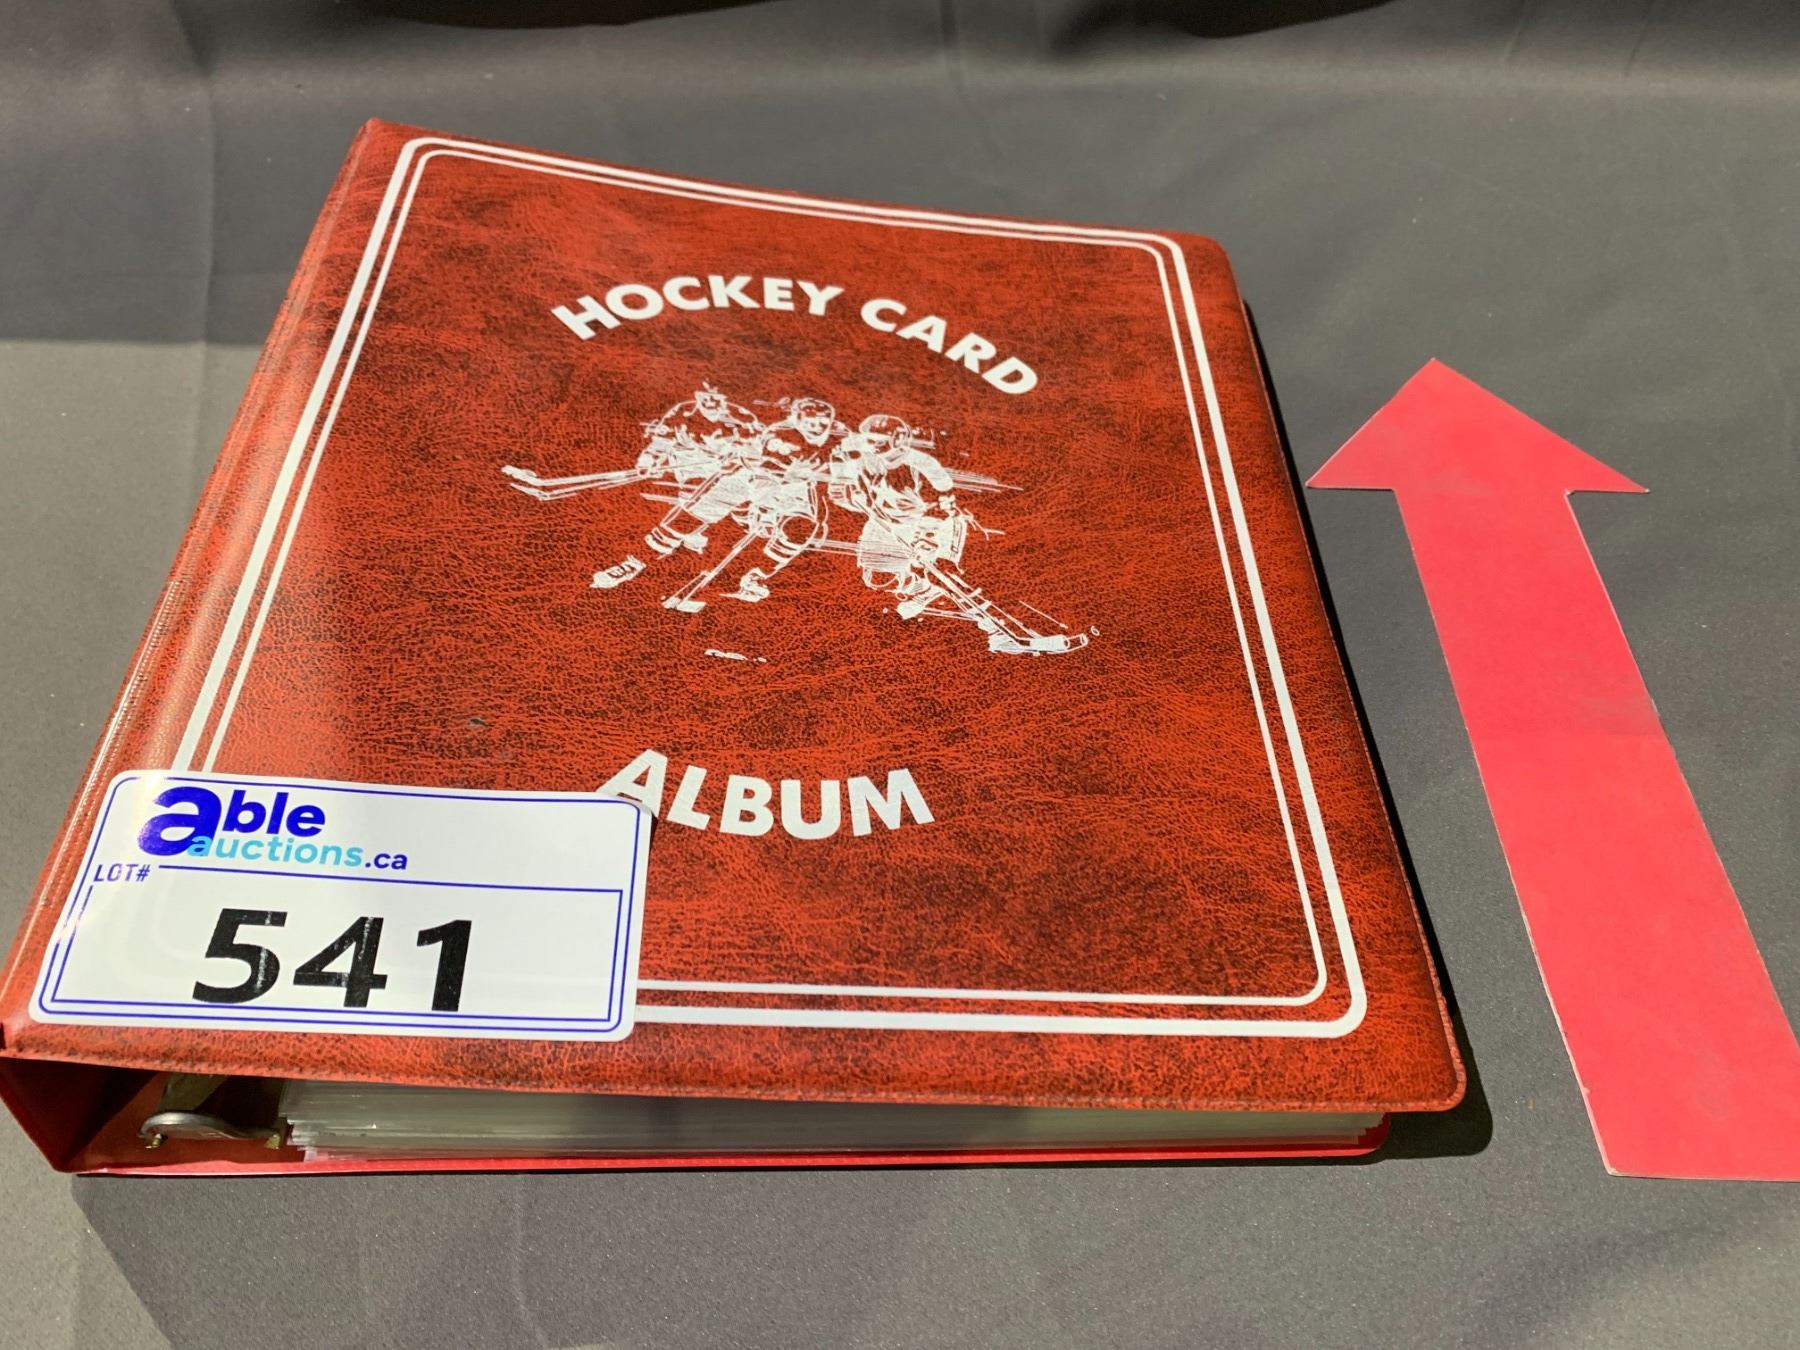 HOCKEY CARD
ALBUM
able
auctions.ca
LOT#
541